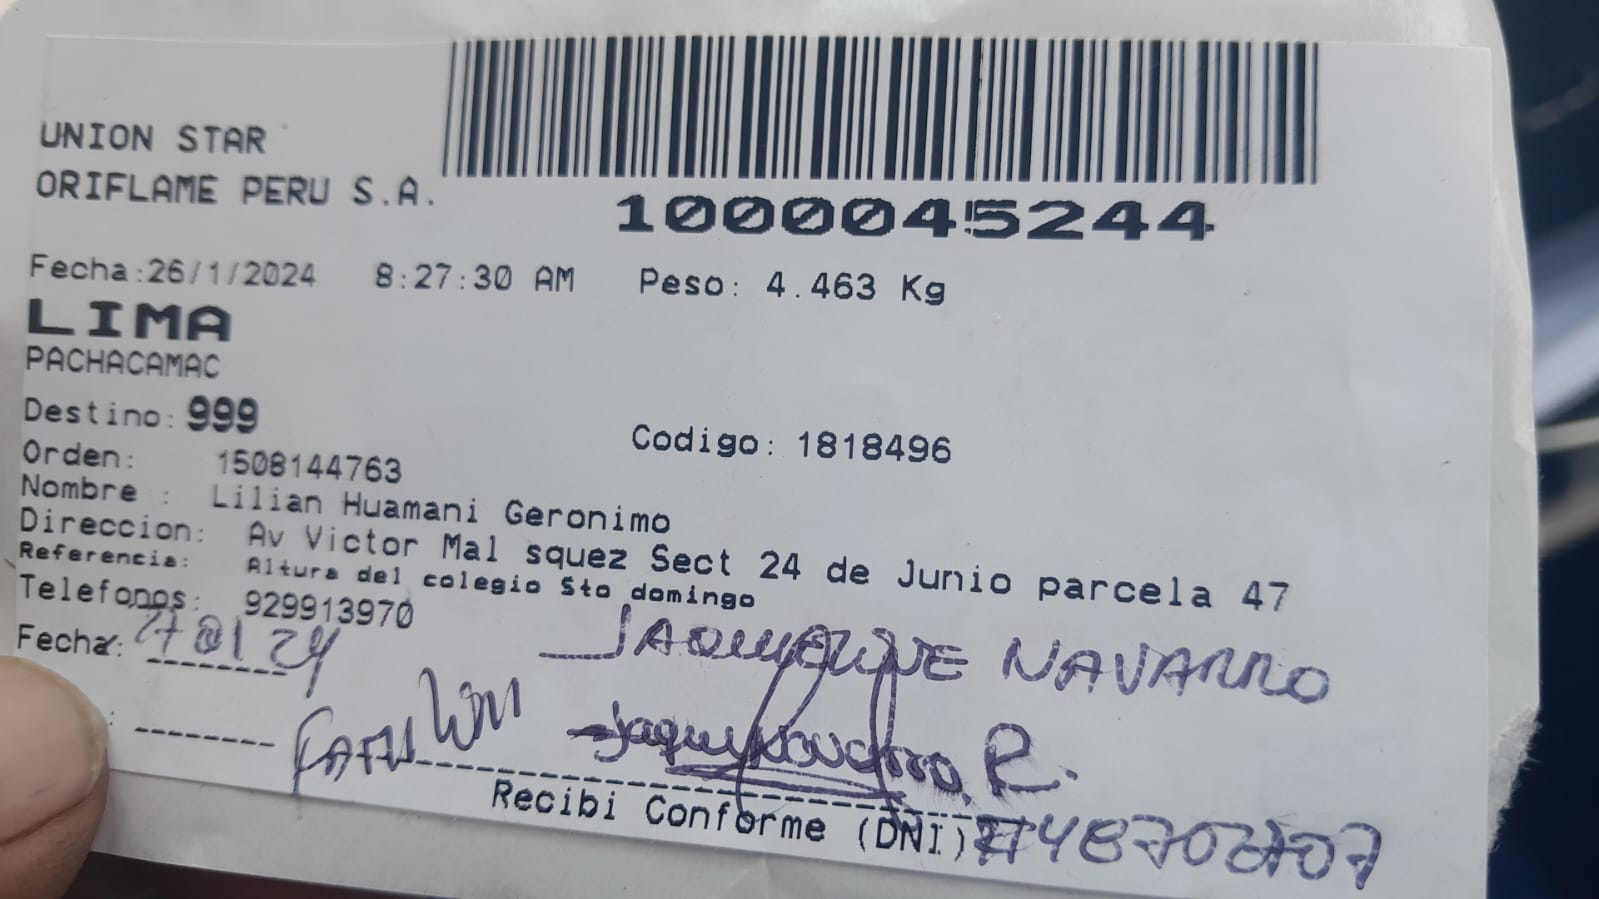 UNION STAR
ORIFLAME PERU S.A.
1000045244
Fecha:26/1/2024 8:27:30 AM Peso: 4.463 Kg
LIMA
PACHACAMAC
Destino: 999
Codigo: 1818496
Orden: 1508144763
Nombre : Lilian Huamani Geronimo
Direccion: Av Victor Mal squez Sect 24 de Junio parcela 47
Referencia: Altura del colegio Sto domingo
Telefonos: 929913970
Fecha:
JAQUELINE NAVARRO
Navarro R.
Recibi Conforme (DNI)